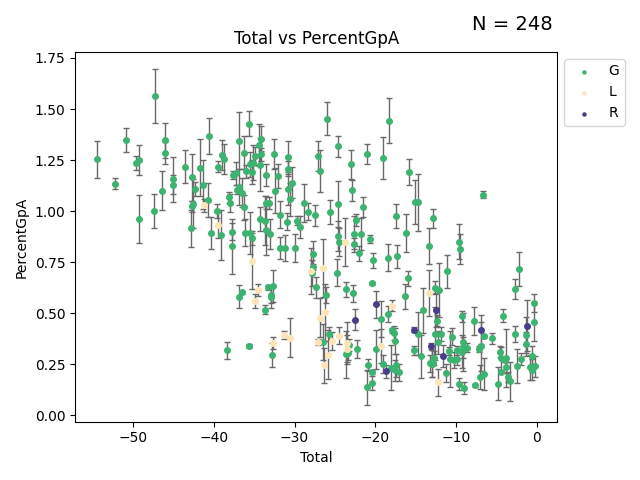 N = 248
Total vs PercentGpA
1.75
1.50
1.25
1.00
0.75
0.50
0.25
0.00
PercentGpA
−50 −40 −30 −20 −10 0
Total
G
L
R